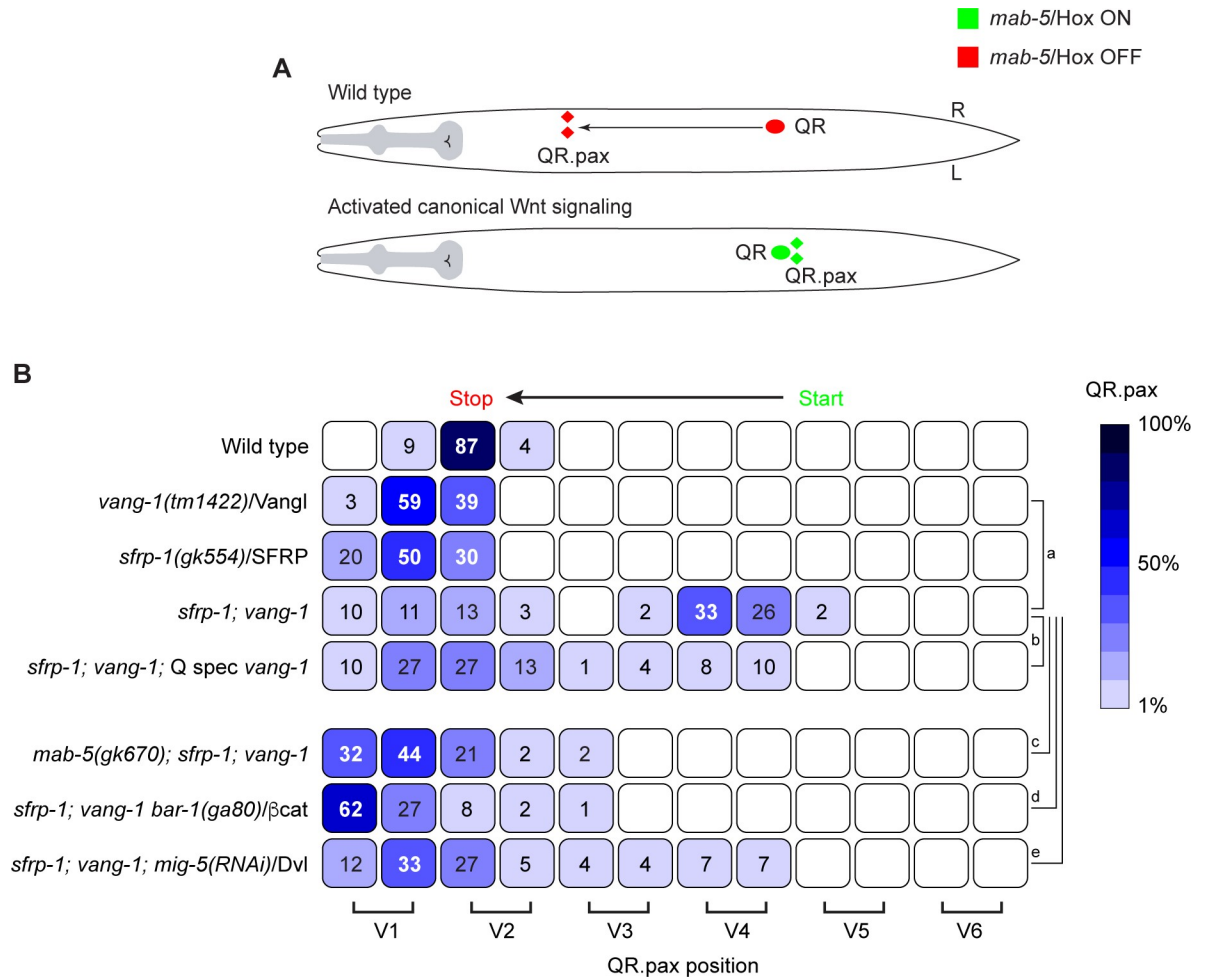 mab-5/Hox ON
mab-5/Hox OFF
A
Wild type
R
QR
QR.pax
L
Activated canonical Wnt signaling
QR
QR.pax
B
Stop Start
QR.pax
Wild type 9 87 4
100%
vang-1(tm1422)/Vangl 3 59 39
sfrp-1(gk554)/SFRP 20 50 30
a
50%
sfrp-1; vang-1 10 11 13 3 2 33 26 2
b
sfrp-1; vang-1; Q spec vang-1 10 27 27 13 1 4 8 10
1%
mab-5(gk670); sfrp-1; vang-1 32 44 21 2 2
c
sfrp-1; vang-1 bar-1(ga80)/βcat 62 27 8 2 1
d
sfrp-1; vang-1; mig-5(RNAi)/Dvl 12 33 27 5 4 4 7 7
e
V1 V2 V3 V4 V5 V6
QR.pax position